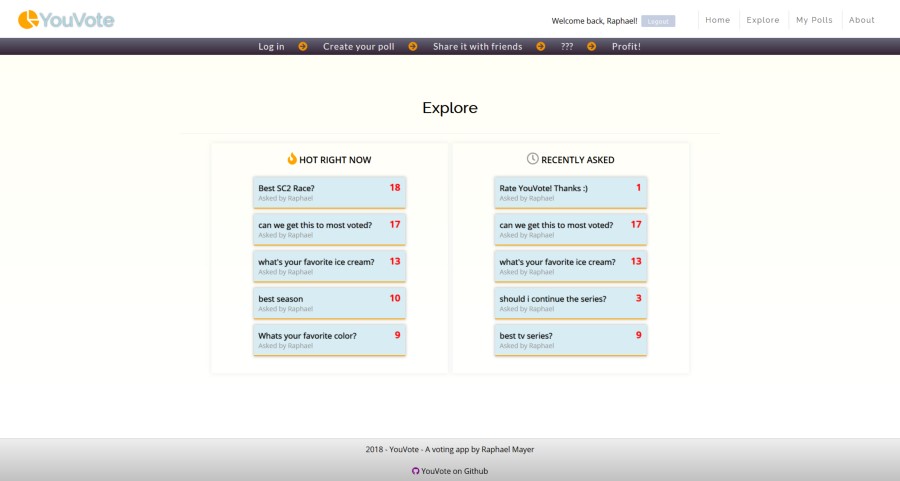 YouVote
Welcome back, Raphael! Logout Home Explore My Polls About
Log in Create your poll Share it with friends ??? Profit!
Explore
HOT RIGHT NOW
Best SC2 Race? 18
Asked by Raphael
can we get this to most voted? 17
Asked by Raphael
what's your favorite ice cream? 13
Asked by Raphael
best season 10
Asked by Raphael
Whats your favorite color? 9
Asked by Raphael
RECENTLY ASKED
Rate YouVote! Thanks :) 1
Asked by Raphael
can we get this to most voted? 17
Asked by Raphael
what's your favorite ice cream? 13
Asked by Raphael
should i continue the series? 3
Asked by Raphael
best tv series? 9
Asked by Raphael
2018 - YouVote - A voting app by Raphael Mayer
YouVote on Github